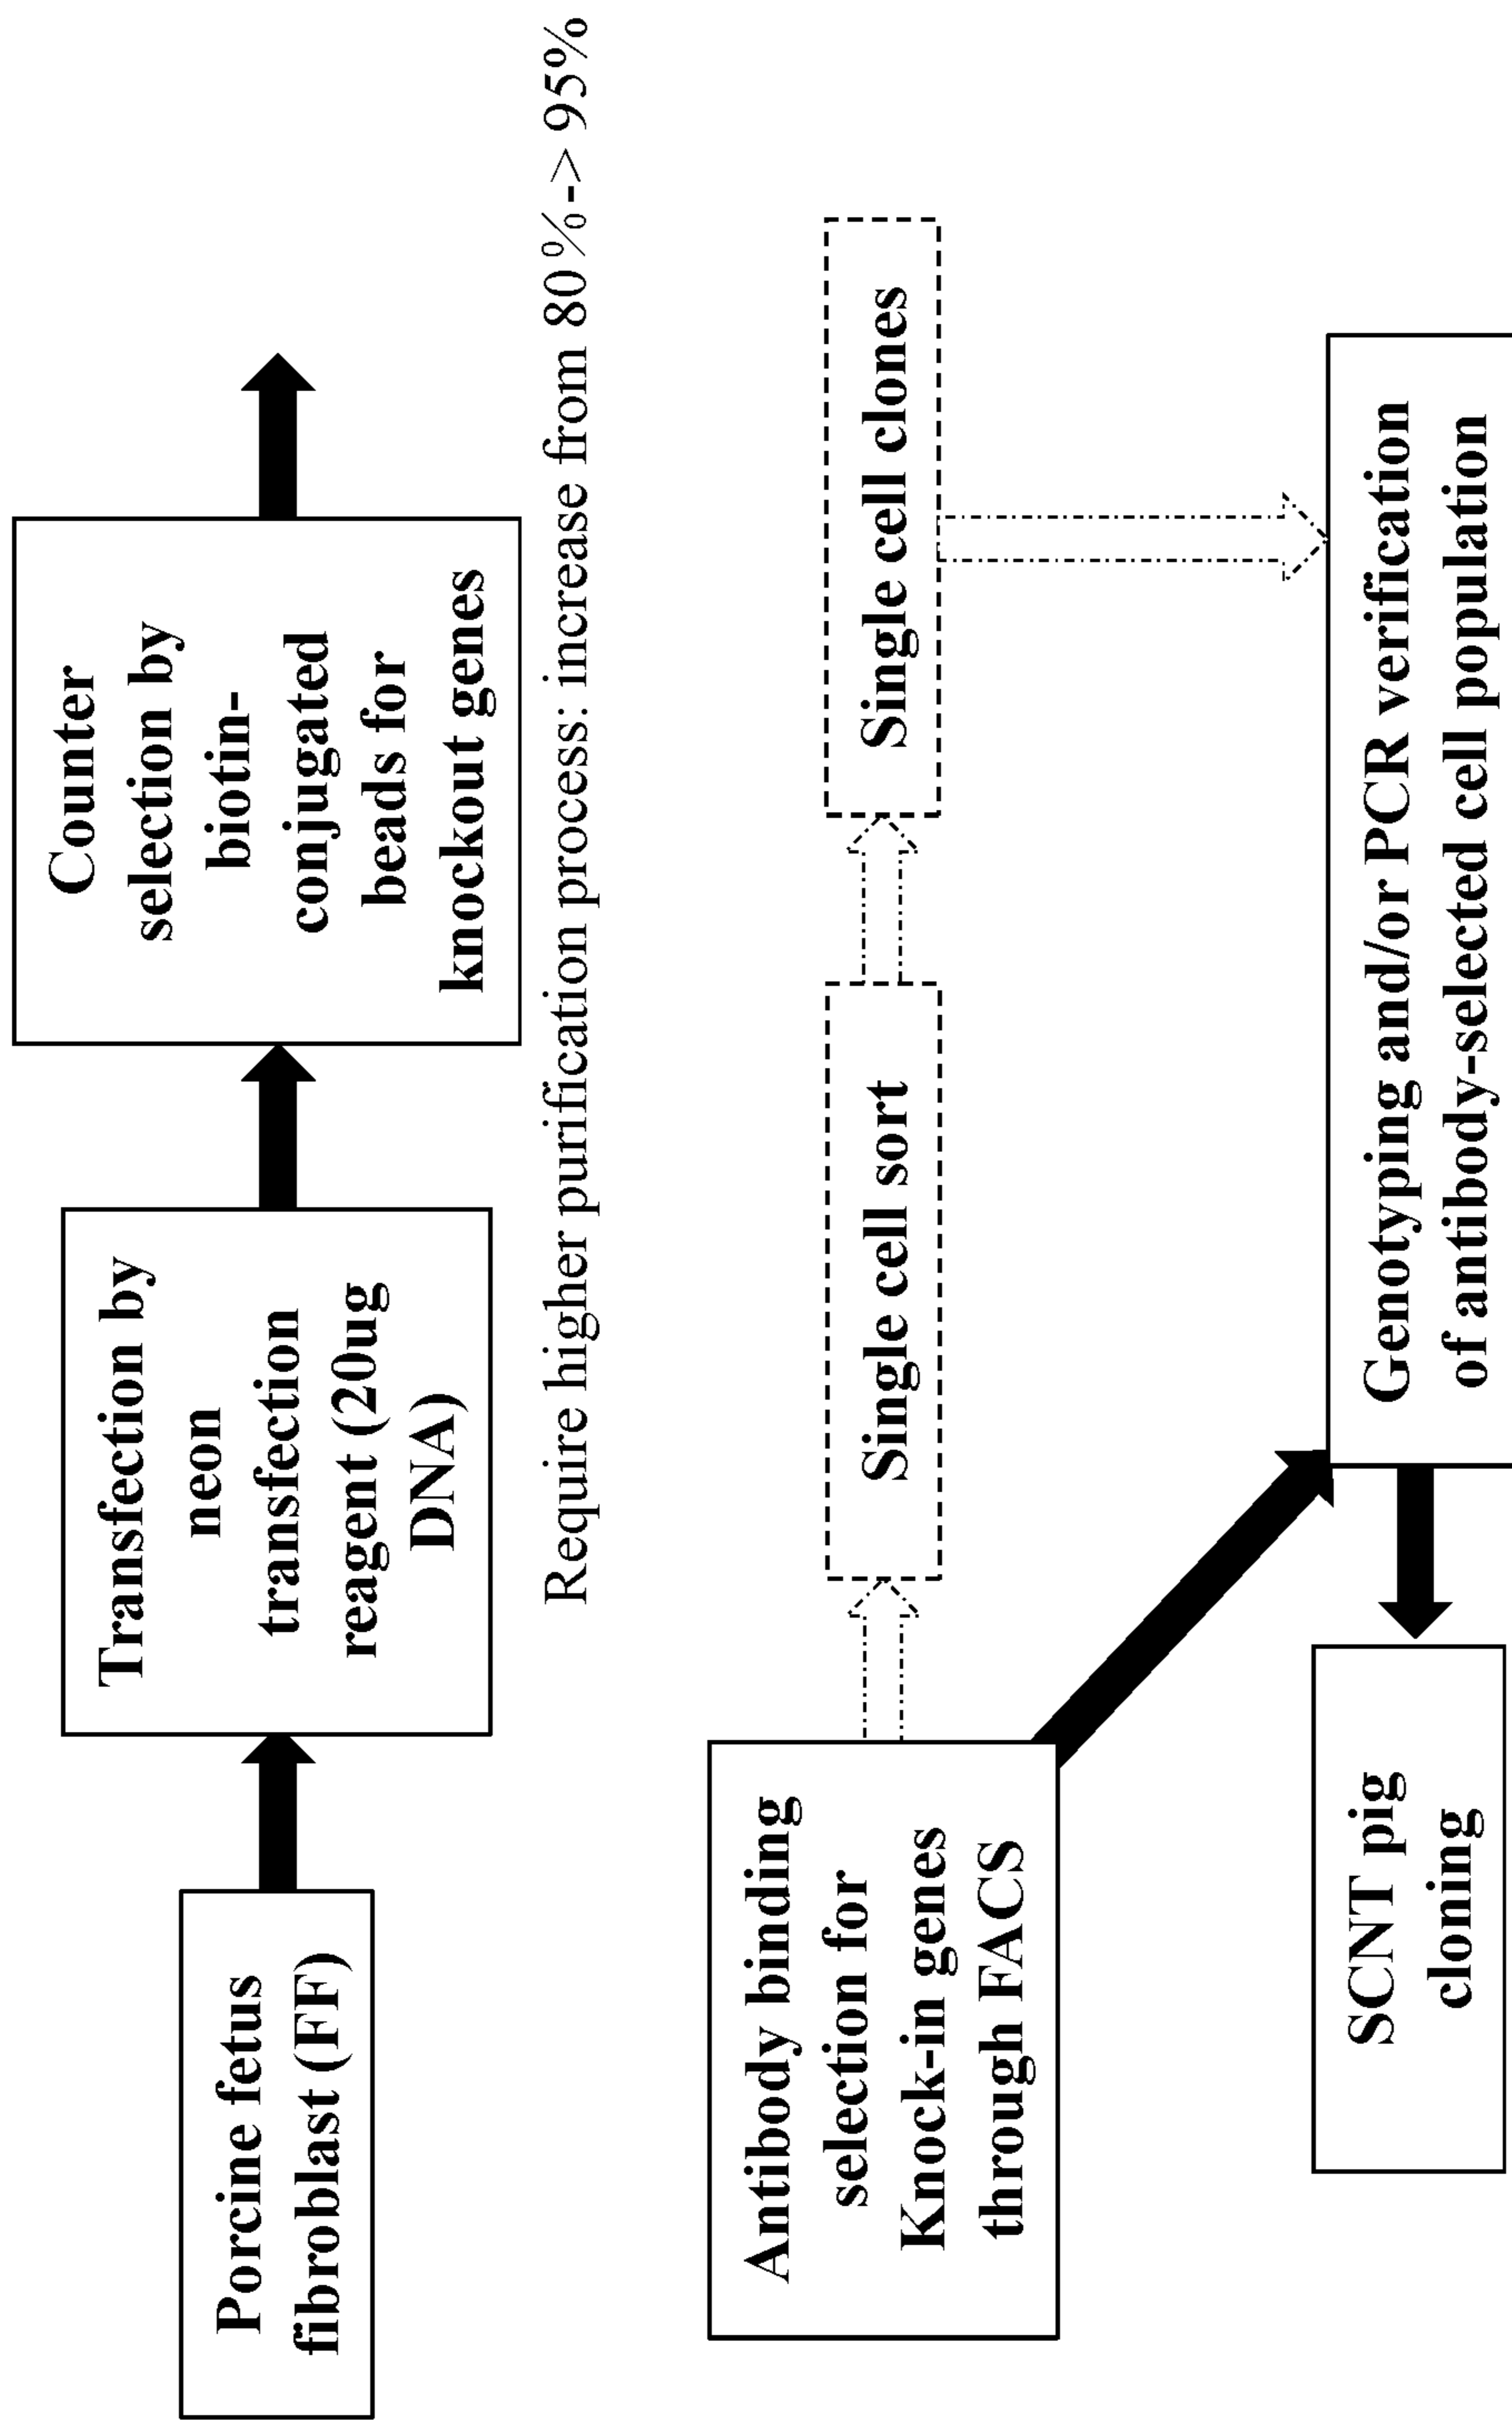 Porcine fetus
fibroblast (FF)
Transfection by
neon
transfection
reagent (20ug
DNA)
Counter
selection by
biotin-
conjugated
beads for
knockout genes
Require higher purification process: increase from 80%-> 95%
Antibody binding
selection for
Knock-in genes
through FACS
Single cell sort
Single cell clones
Genotyping and/or PCR verification
of antibody-selected cell population
SCNT pig
cloning